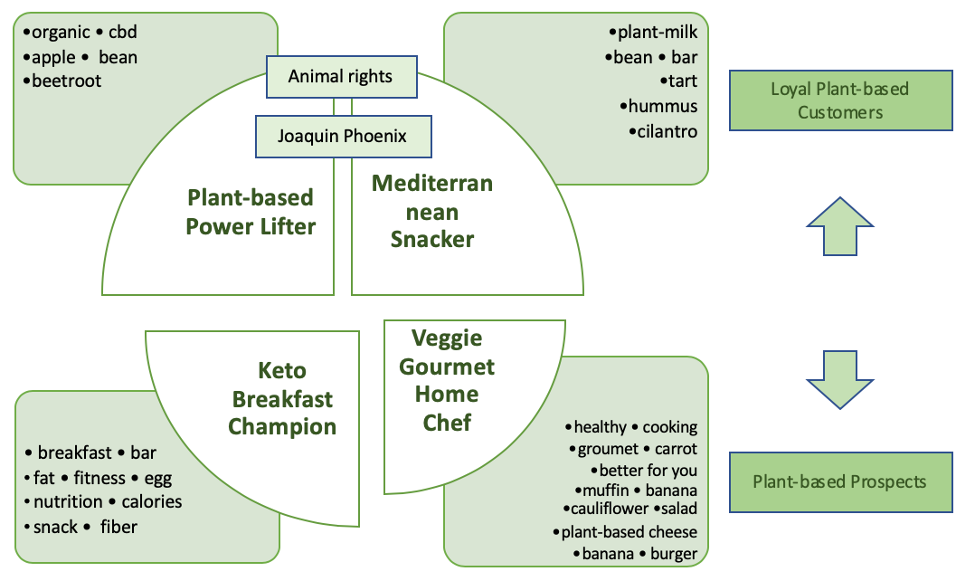 •organic • cbd
•apple • bean
•beetroot
Animal rights
Joaquin Phoenix
•plant-milk
•bean • bar
•tart
•hummus
•cilantro
Loyal Plant-based
Customers
Plant-based
Power Lifter
Mediterran
nean
Snacker
Keto
Breakfast
Champion
Veggie
Gourmet
Home
Chef
• breakfast • bar
•fat • fitness • egg
•nutrition • calories
•snack • fiber
•healthy • cooking
•groumet • carrot
•better for you
•muffin • banana
•cauliflower •salad
•plant-based cheese
•banana • burger
Plant-based Prospects